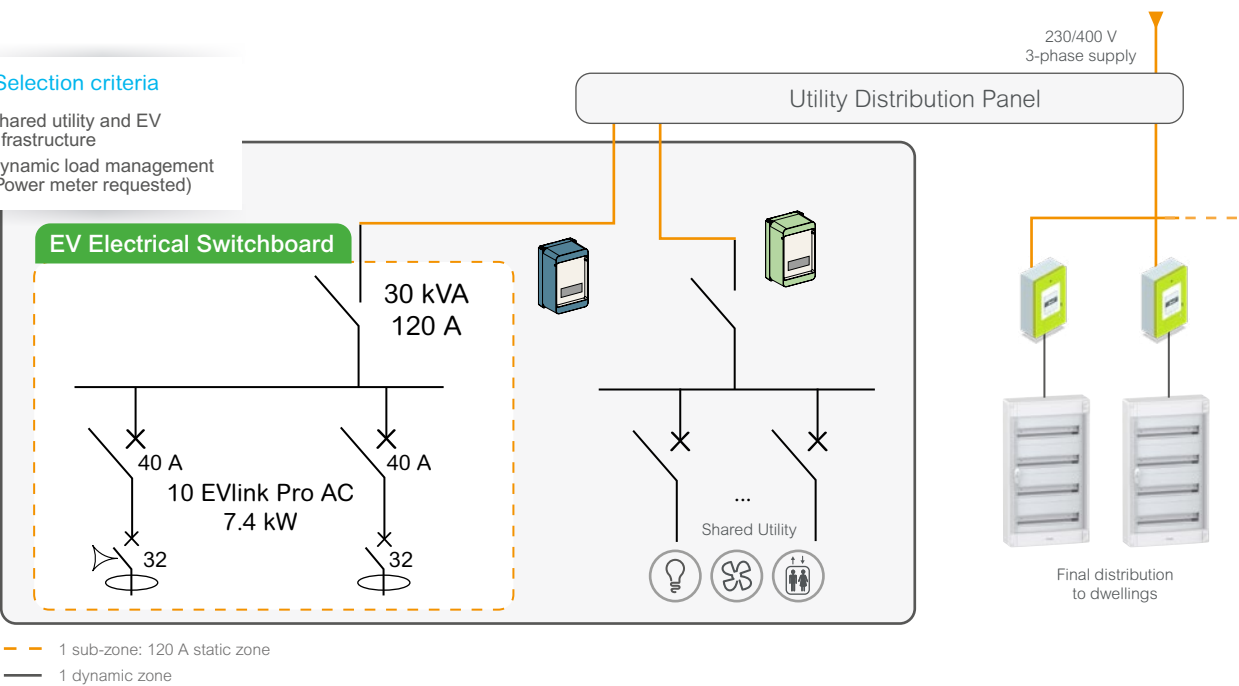 230/400 V
3-phase supply
Utility Distribution Panel
Selection criteria
hared utility and EV
frastructure
ynamic load management
Power meter requested)
EV Electrical Switchboard
30 kVA
120 A
40 A
40 A
10 EVlink Pro AC
7.4 kW
32
32
...
Shared Utility
Final distribution
to dwellings
1 sub-zone: 120 A static zone
1 dynamic zone